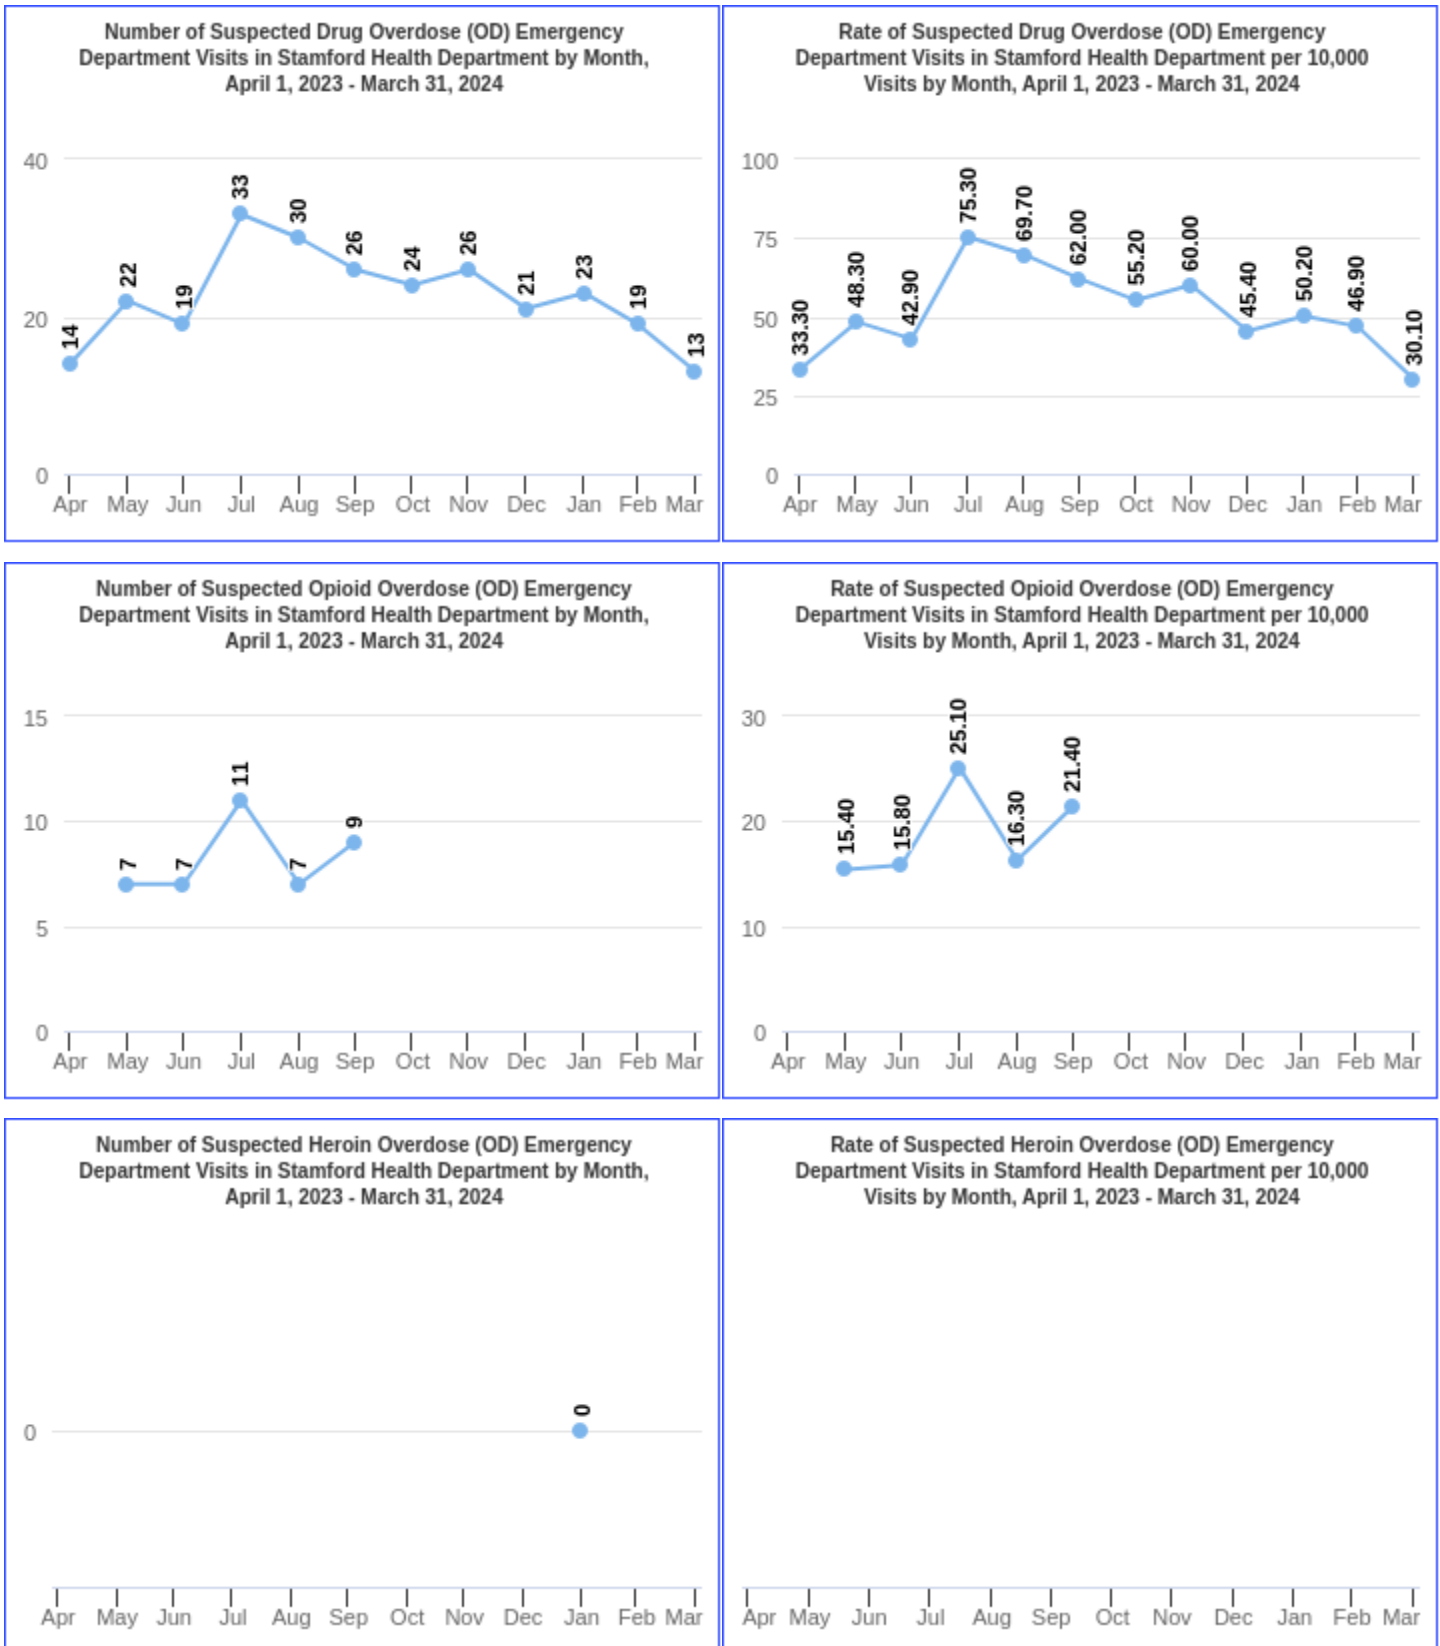 Number of Suspected Drug Overdose (OD) Emergency
Department Visits in Stamford Health Department by Month,
April 1, 2023 - March 31, 2024
40
20
0
14
22
19
33
30
26
24
26
21
23
19
13
Apr May Jun Jul Aug Sep Oct Nov Dec Jan Feb Mar
Rate of Suspected Drug Overdose (OD) Emergency
Department Visits in Stamford Health Department per 10,000
Visits by Month, April 1, 2023 - March 31, 2024
100
75
50
25
0
33.30
48.30
42.90
75.30
69.70
62.00
55.20
60.00
45.40
50.20
46.90
30.10
Apr May Jun Jul Aug Sep Oct Nov Dec Jan Feb Mar
Number of Suspected Opioid Overdose (OD) Emergency
Department Visits in Stamford Health Department by Month,
April 1, 2023 - March 31, 2024
15
10
5
0
7
7
11
7
9
Apr May Jun Jul Aug Sep Oct Nov Dec Jan Feb Mar
Rate of Suspected Opioid Overdose (OD) Emergency
Department Visits in Stamford Health Department per 10,000
Visits by Month, April 1, 2023 - March 31, 2024
30
20
10
0
15.40
15.80
25.10
16.30
21.40
Apr May Jun Jul Aug Sep Oct Nov Dec Jan Feb Mar
Number of Suspected Heroin Overdose (OD) Emergency
Department Visits in Stamford Health Department by Month,
April 1, 2023 - March 31, 2024
0
0
Apr May Jun Jul Aug Sep Oct Nov Dec Jan Feb Mar
Rate of Suspected Heroin Overdose (OD) Emergency
Department Visits in Stamford Health Department per 10,000
Visits by Month, April 1, 2023 - March 31, 2024
Apr May Jun Jul Aug Sep Oct Nov Dec Jan Feb Mar